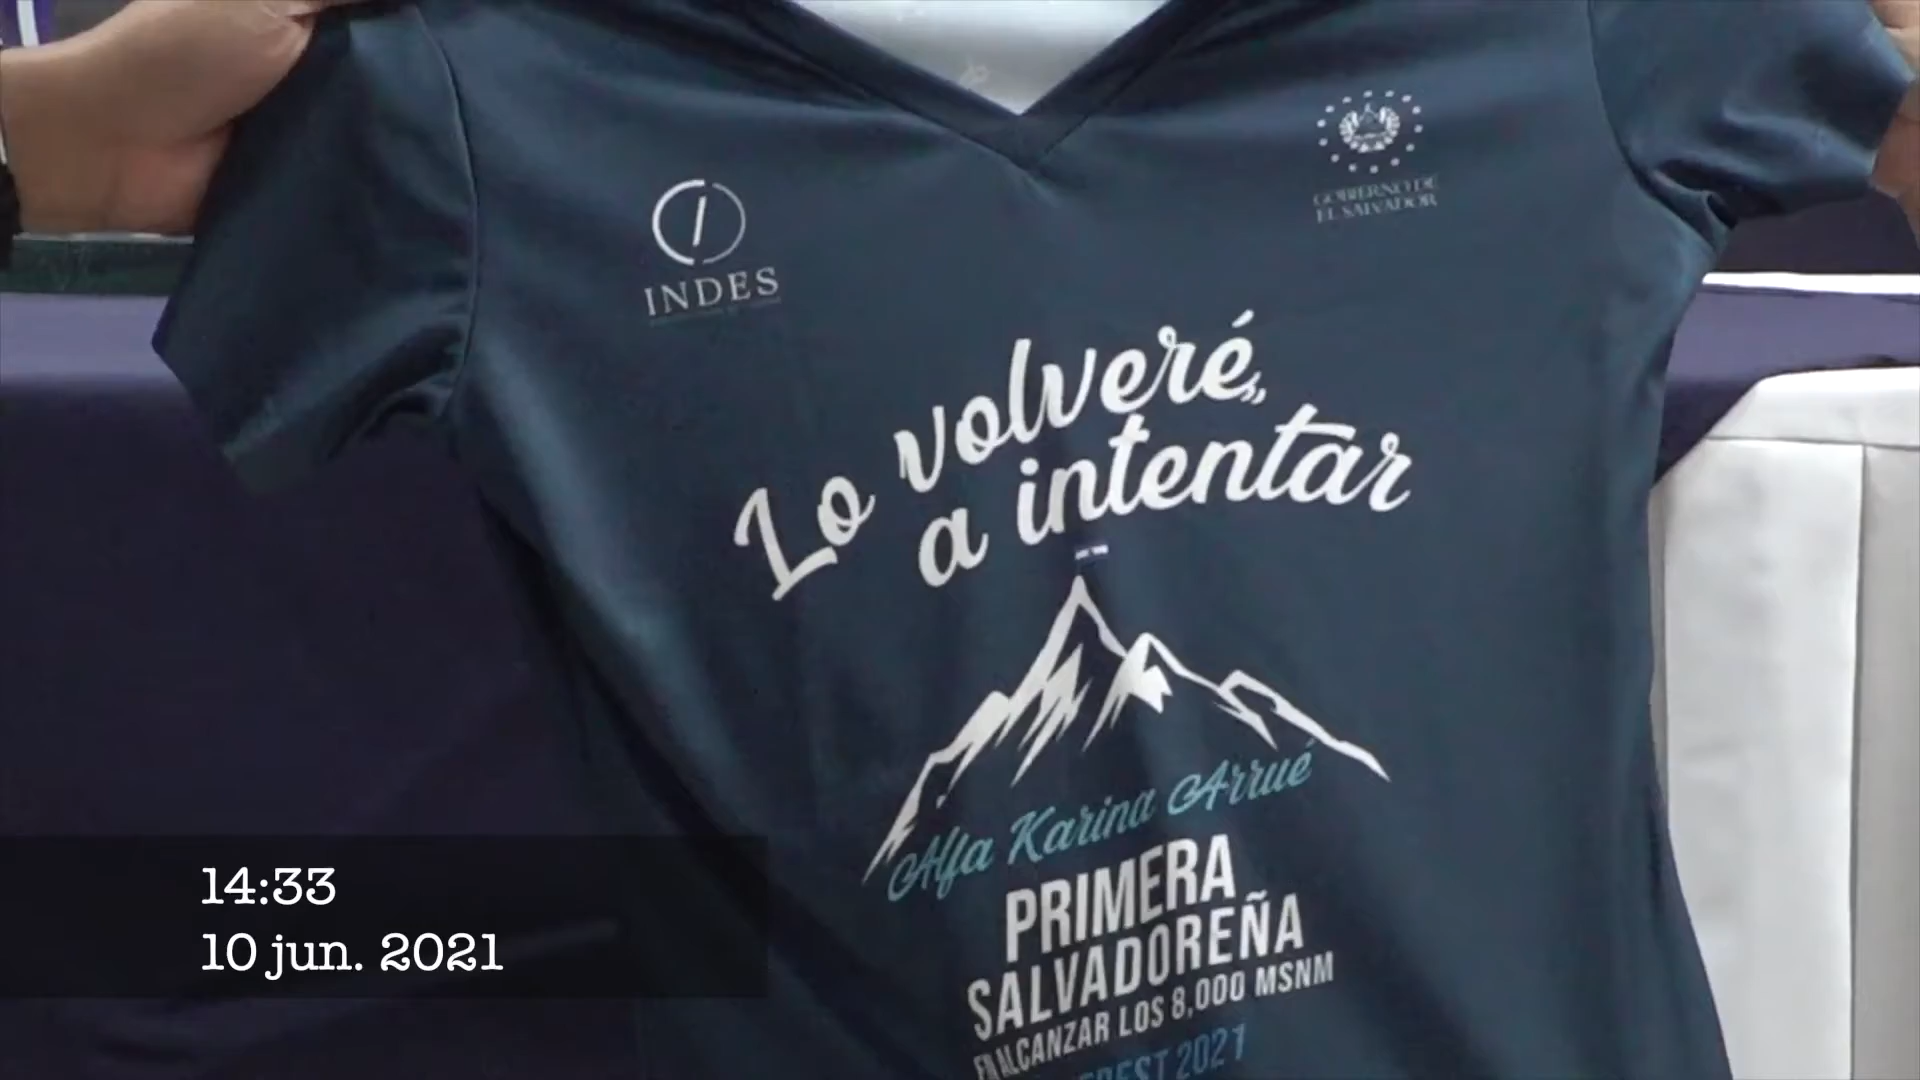 INDES
GOBIERNO DE
EL SALVADOR
Lo volveré,,
a intentar
Alfa Karina Arrué
PRIMERA
SALVADOREÑA
EN ALCANZAR LOS 8,000 MSNM
2021
14:33
10 jun. 2021